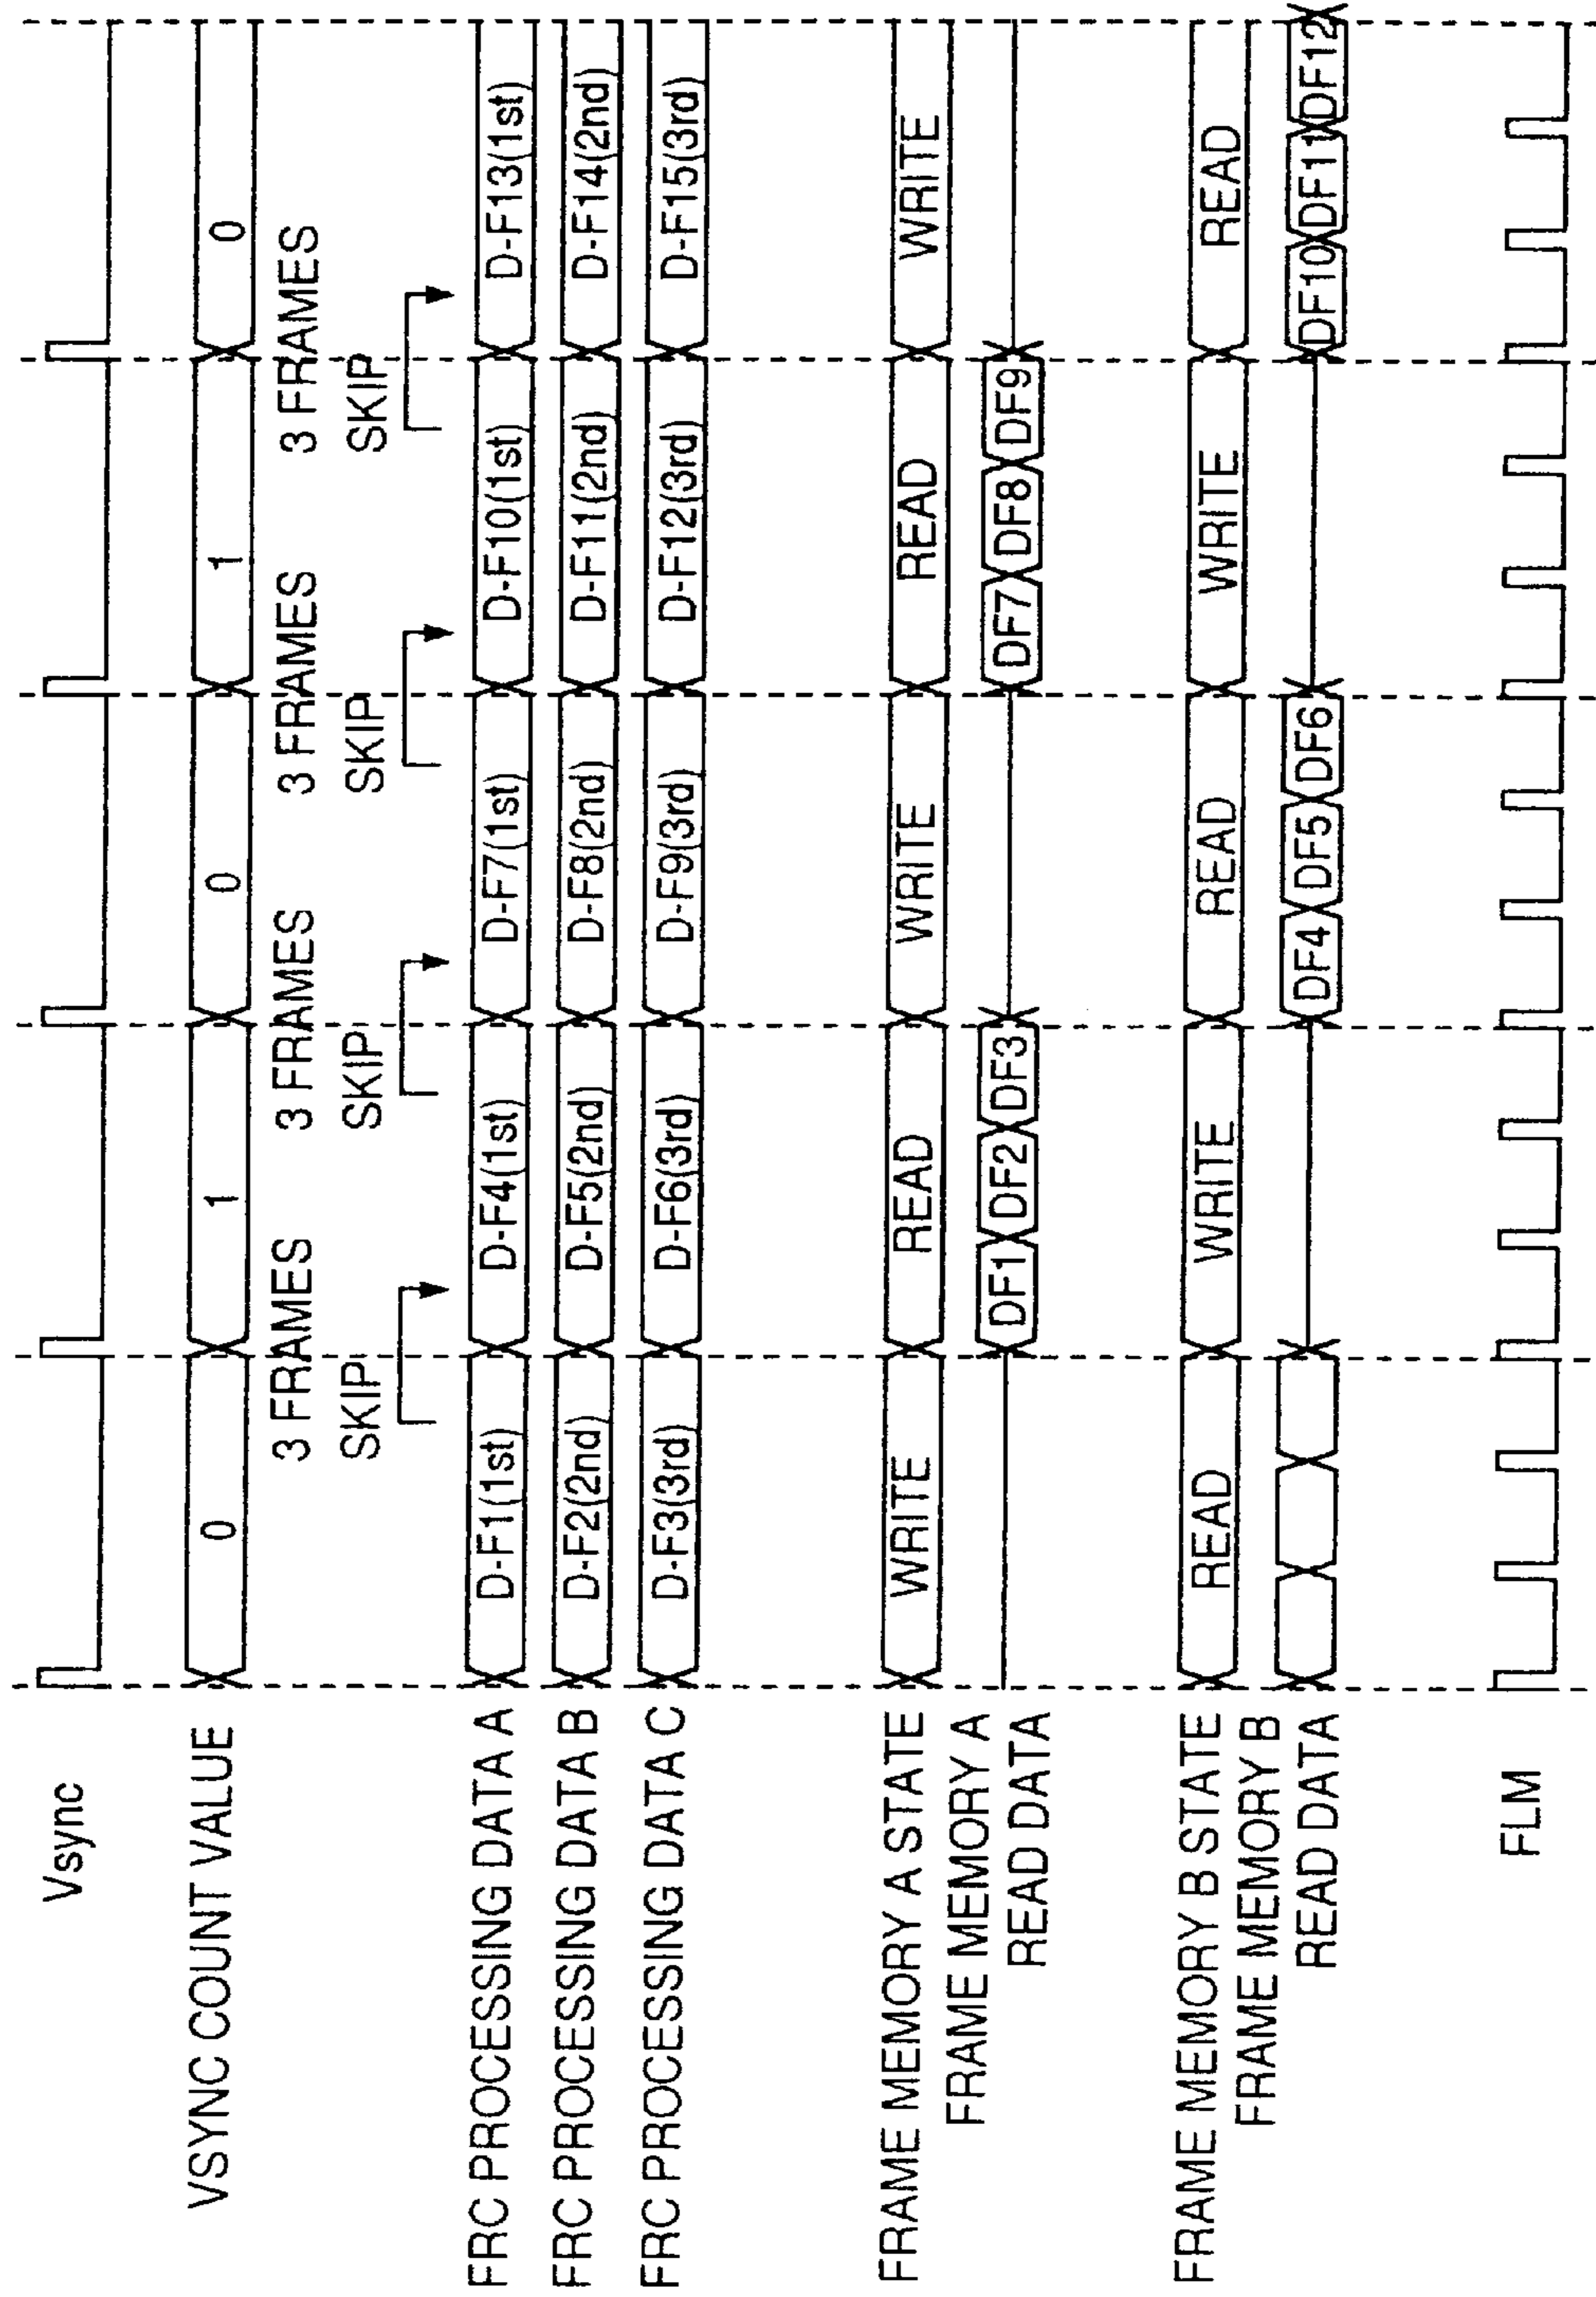 Vsync
VSYNC COUNT VALUE 0 1 0 1 0
3 FRAMES 3 FRAMES 3 FRAMES 3 FRAMES
SKIP SKIP SKIP SKIP
FRC PROCESSING DATA A D-F1(1st) D-F4(1st) D-F7(1st) D-F10(1st) D-F13(1st)
FRC PROCESSING DATA B D-F2(2nd) D-F5(2nd) D-F8(2nd) D-F11(2nd) D-F14(2nd)
FRC PROCESSING DATA C D-F3(3rd) D-F6(3rd) D-F9(3rd) D-F12(3rd) D-F15(3rd)
FRAME MEMORY A STATE WRITE READ WRITE READ WRITE
FRAME MEMORY A
READ DATA DF1 DF2 DF3 DF7 DF8 DF9
FRAME MEMORY B STATE READ WRITE READ WRITE READ
FRAME MEMORY B
READ DATA DF4 DF5 DF6 DF10 DF11 DF12
FLM